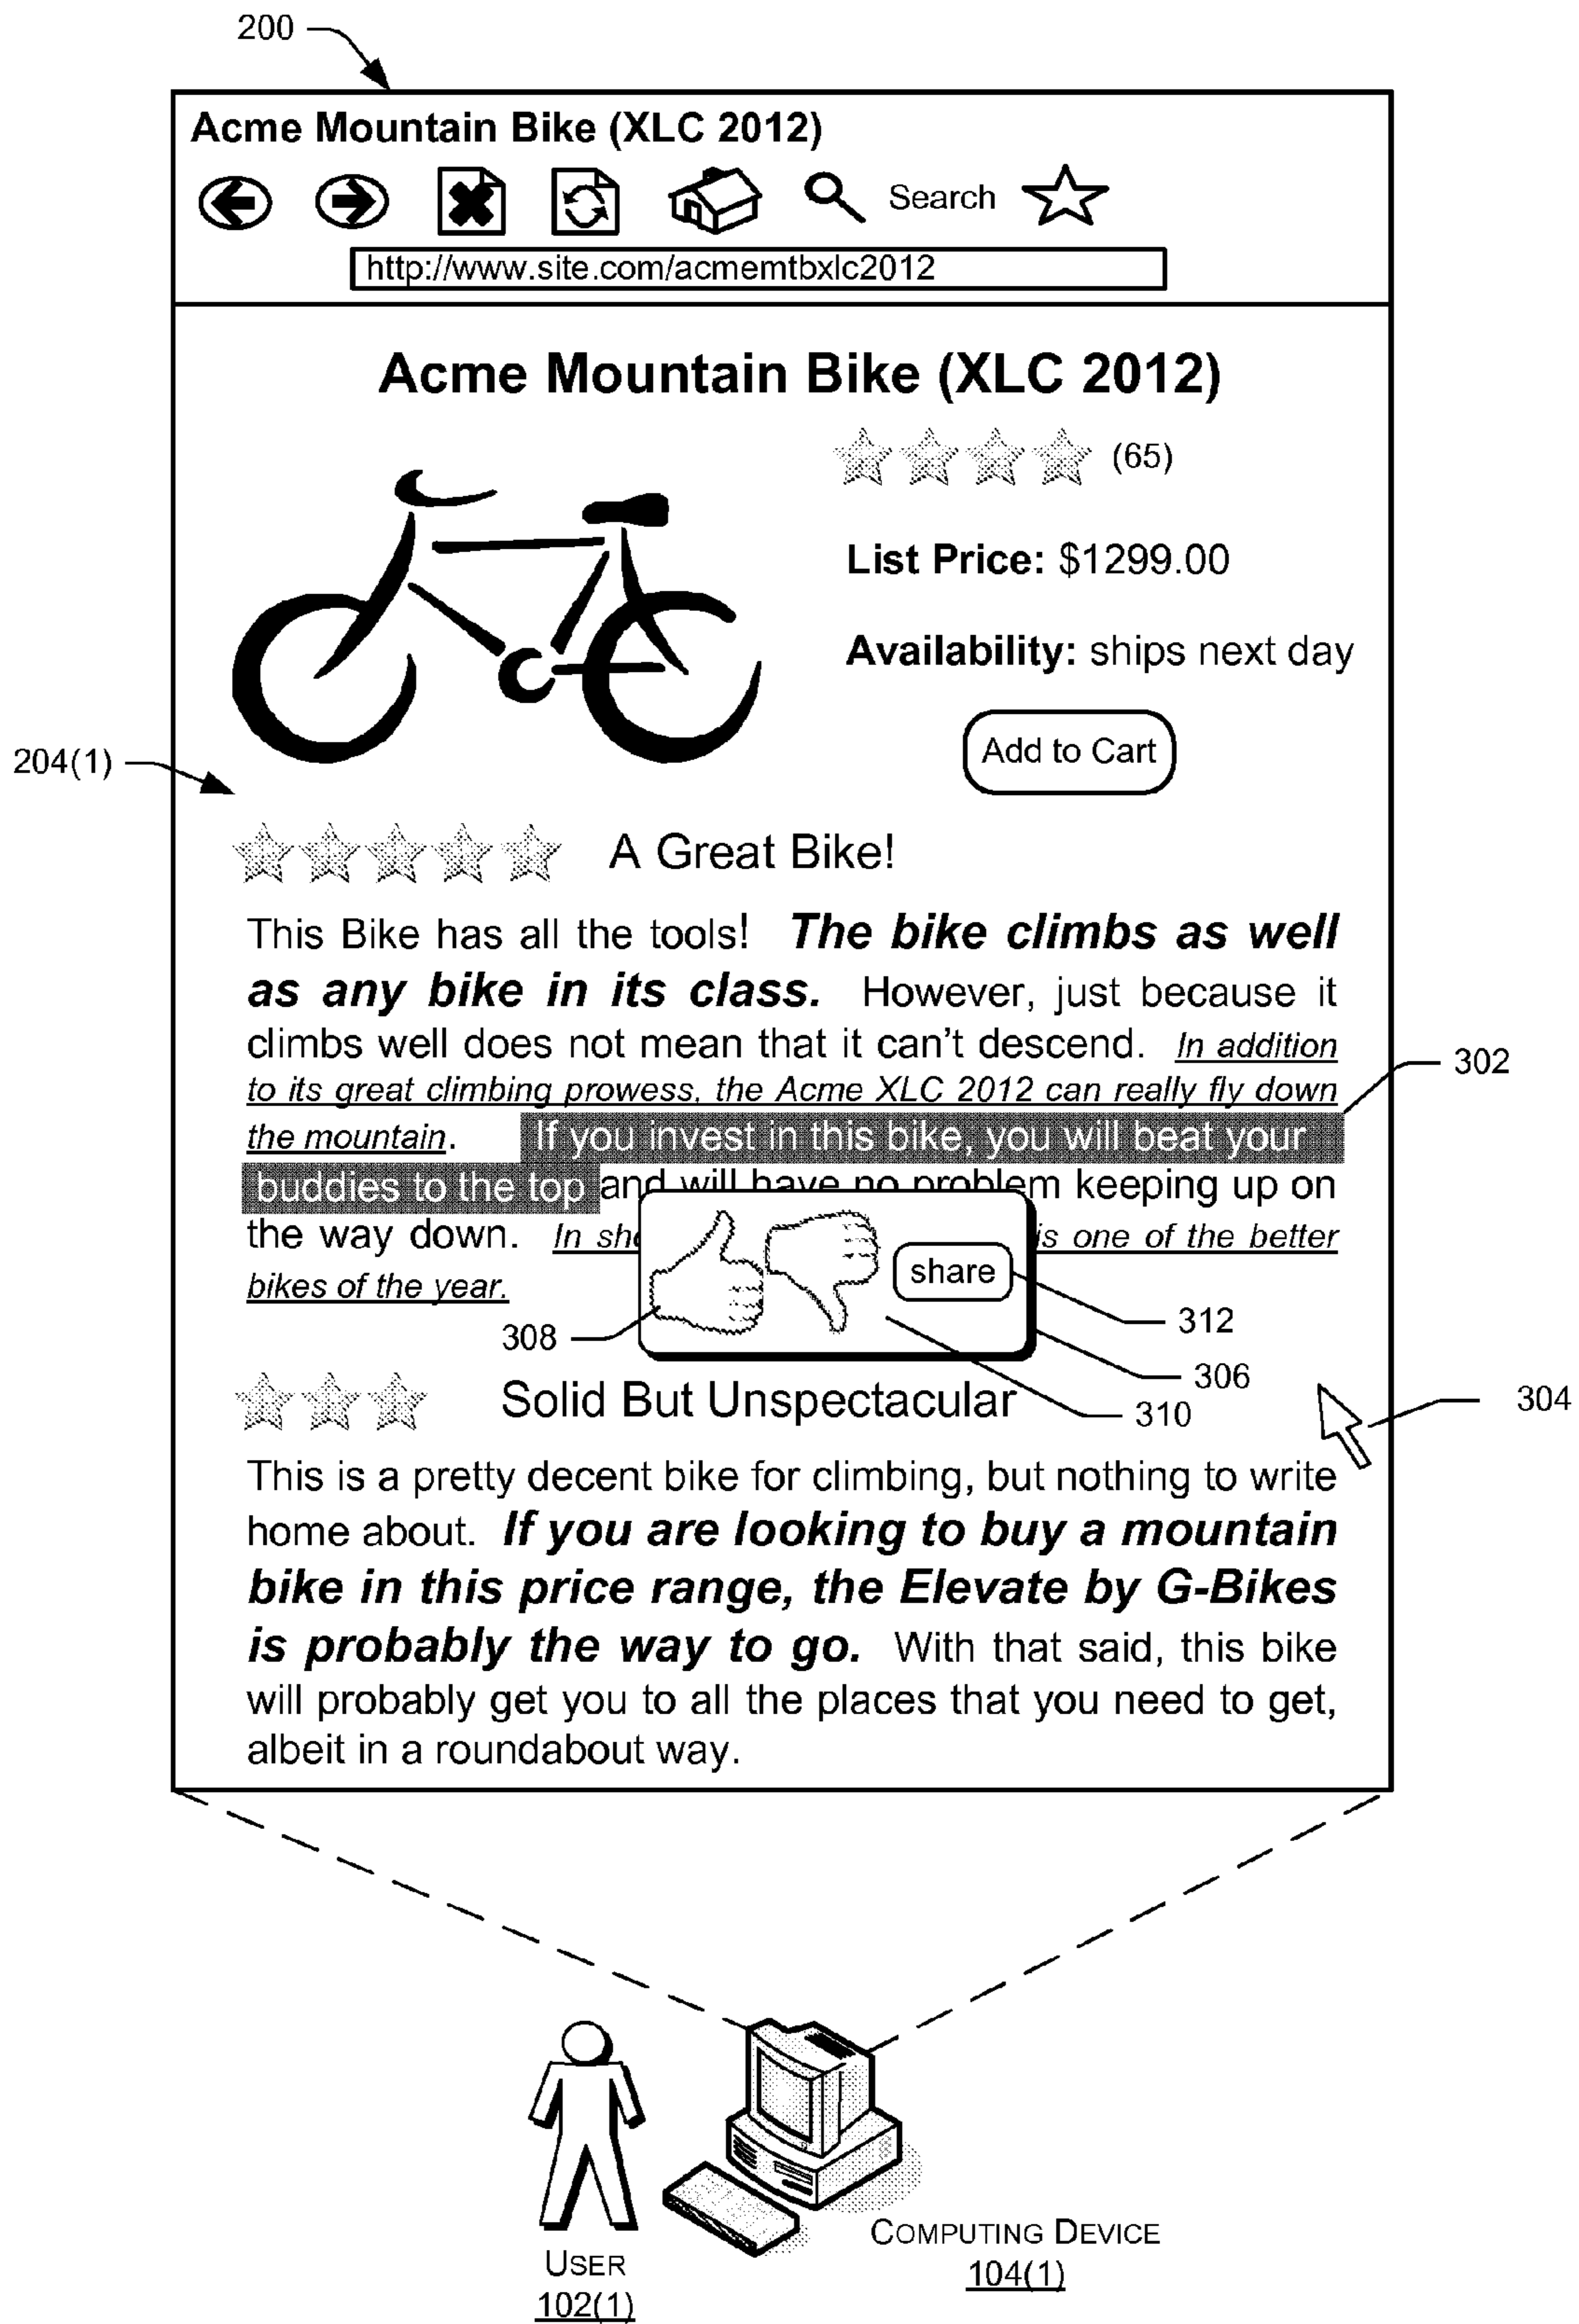 200
Acme Mountain Bike (XLC 2012)
Search
http://www.site.com/acmemtbxlc2012
Acme Mountain Bike (XLC 2012)
(65)
List Price: $1299.00
Availability: ships next day
204(1)
Add to Cart
A Great Bike!
This Bike has all the tools! The bike climbs as well
as any bike in its class. However, just because it
climbs well does not mean that it can't descend. In addition
302
to its great climbing prowess, the Acme XLC 2012 can really fly down
the mountain. If you invest in this bike, you will beat your
buddies to the top and will have no problem keeping up on
the way down. In is one of the better
share
bikes of the year.
312
308
306
Solid But Unspectacular
310
304
This is a pretty decent bike for climbing, but nothing to write
home about. If you are looking to buy a mountain
bike in this price range, the Elevate by G-Bikes
is probably the way to go. With that said, this bike
will probably get you to all the places that you need to get,
albeit in a roundabout way.
COMPUTING DEVICE
104(1)
USER
102(1)